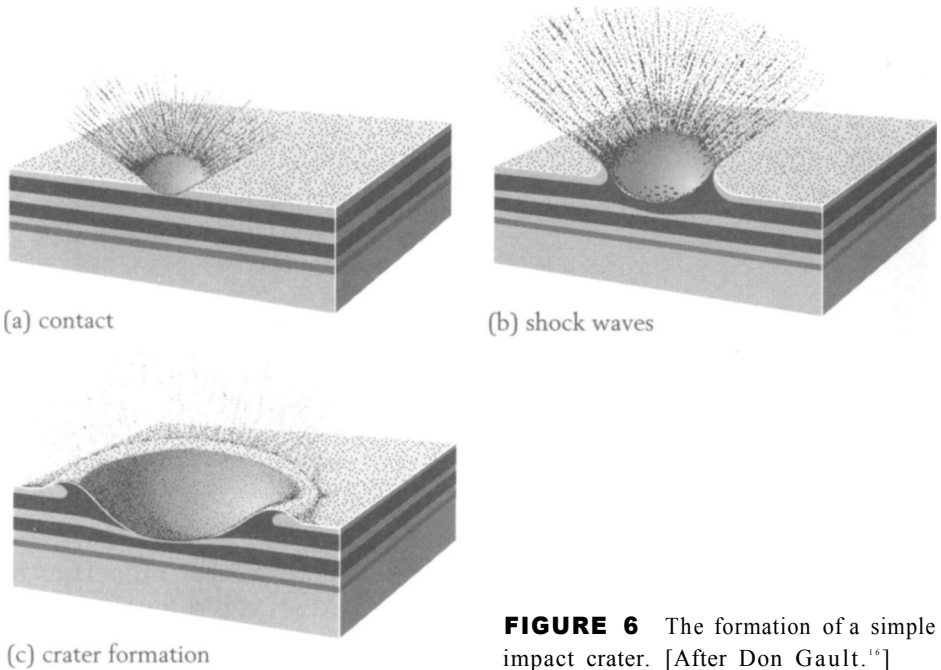 (a) contact
(b) shock waves
(c) crater formation
FIGURE 6 The formation of a simple
impact crater. [After Don Gault.¹⁶]